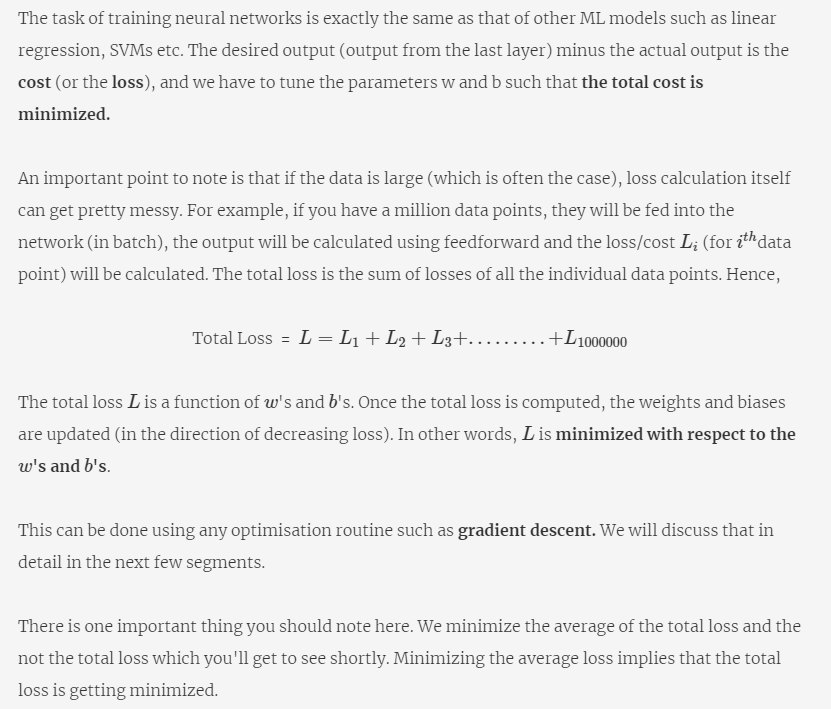 The task of training neural networks is exactly the same as that of other ML models such as linear
regression, SVMs etc. The desired output (output from the last layer) minus the actual output is the
cost (or the loss), and we have to tune the parameters w and b such that the total cost is
minimized.
An important point to note is that if the data is large (which is often the case), loss calculation itself
can get pretty messy. For example, if you have a million data points, they will be fed into the
network (in batch), the output will be calculated using feedforward and the loss/cost L_i (for i^th data
point) will be calculated. The total loss is the sum of losses of all the individual data points. Hence,
Total Loss = L = L_1 + L_2 + L_3+.........+L_1000000
The total loss L is a function of w's and b's. Once the total loss is computed, the weights and biases
are updated (in the direction of decreasing loss). In other words, L is minimized with respect to the
w's and b's.
This can be done using any optimisation routine such as gradient descent. We will discuss that in
detail in the next few segments.
There is one important thing you should note here. We minimize the average of the total loss and the
not the total loss which you'll get to see shortly. Minimizing the average loss implies that the total
loss is getting minimized.